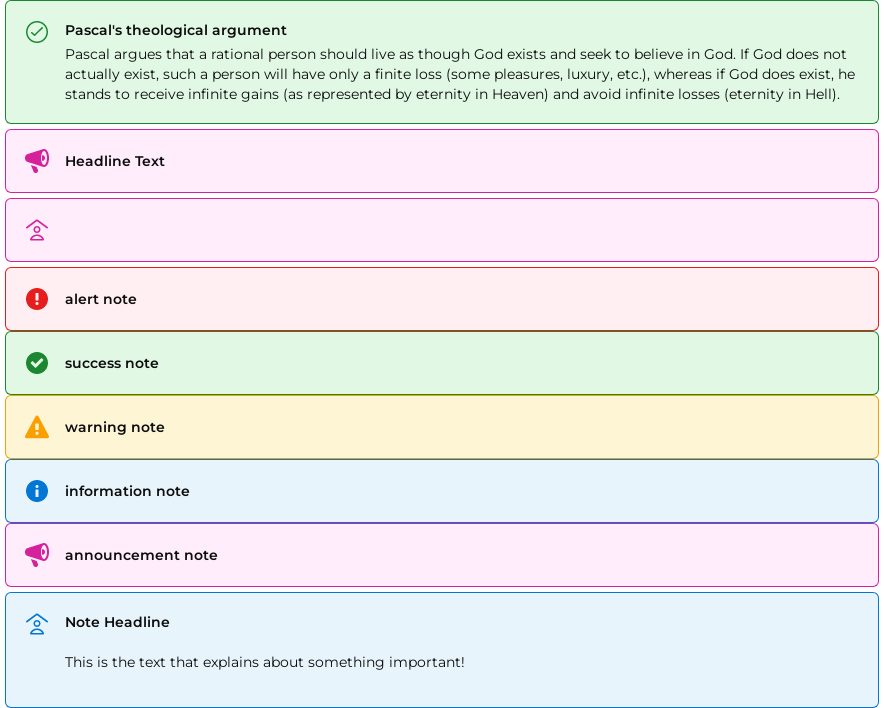 Pascal's theological argument
Pascal argues that a rational person should live as though God exists and seek to believe in God. If God does not
actually exist, such a person will have only a finite loss (some pleasures, luxury, etc.), whereas if God does exist, he
stands to receive infinite gains (as represented by eternity in Heaven) and avoid infinite losses (eternity in Hell).
Headline Text
alert note
success note
warning note
information note
announcement note
Note Headline
This is the text that explains about something important!